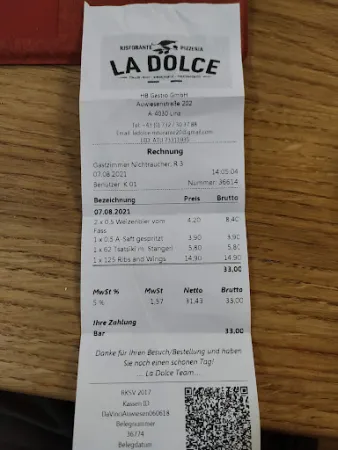 RISTORANTE PIZZERIA
LA DOLCE
HB Gastro GmbH
Auwiesenstraße 202
A-4030 Linz
Rechnung
Gastzimmer Nichtraucher, R 3
07.08.2021 14:05:04
Benutzer: K 01 Nummer: 36614
Bezeichnung Preis Brutto
07.08.2021
2 x 0.5 Weizenbier vom 4,20 8,40
Fass
1 x 0.5 A-Saft gespritzt 3,90 3,90
1 x 62 Tsatsiki m. Stangerl 5,80 5,80
1 x 125 Ribs and Wings 14,90 14,90
33,00
MwSt % MwSt Netto Brutto
5 % 1,57 31,43 33,00
Ihre Zahlung
Bar 33,00
Danke für Ihren Besuch/Bestellung und haben
Sie noch einen schönen Tag!
... La Dolce Team ...
RKSV 2017
Kassen ID
DaVinciAuwiesen060618
Belegnummer
36774
Belegdatum